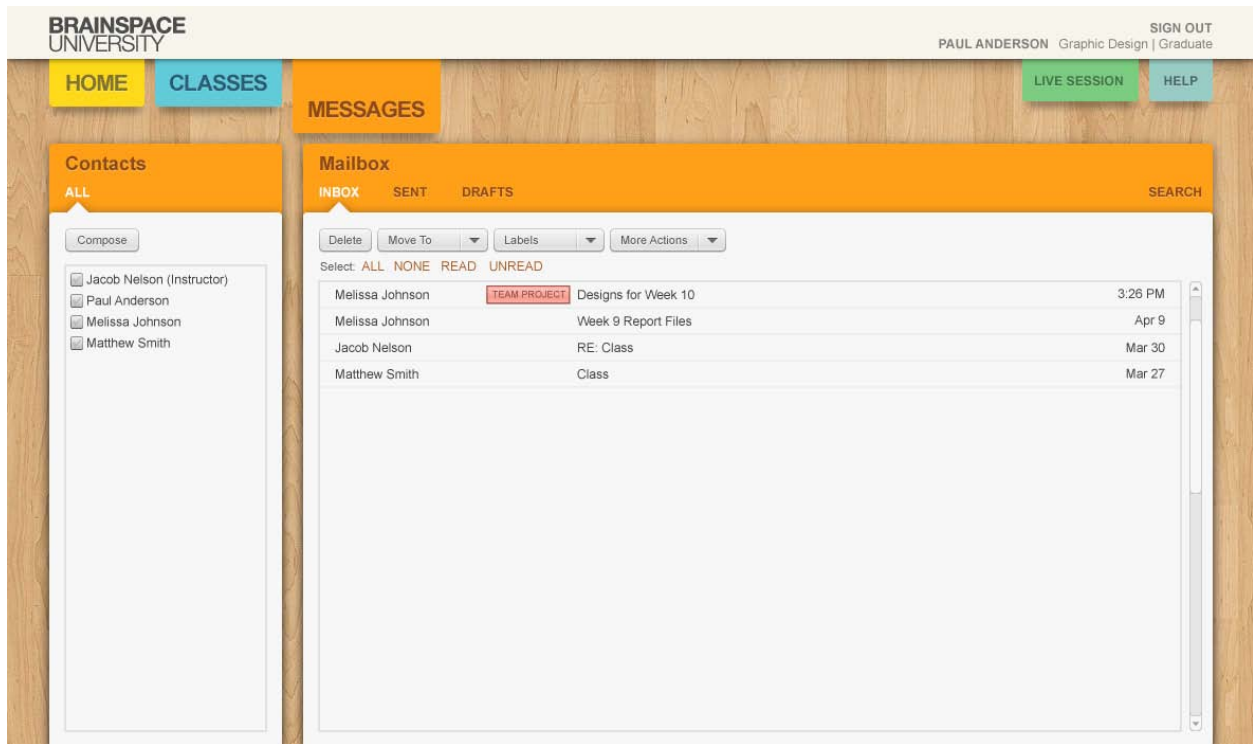 BRAINSPACE
UNIVERSITY
SIGN OUT
PAUL ANDERSON Graphic Design | Graduate
HOME CLASSES MESSAGES LIVE SESSION HELP
Contacts
ALL
Compose
Jacob Nelson (Instructor)
Paul Anderson
Melissa Johnson
Matthew Smith
Mailbox
INBOX SENT DRAFTS SEARCH
Delete Move To Labels More Actions
Select: ALL NONE READ UNREAD
Melissa Johnson TEAM PROJECT Designs for Week 10 3:26 PM
Melissa Johnson Week 9 Report Files Apr 9
Jacob Nelson RE: Class Mar 30
Matthew Smith Class Mar 27